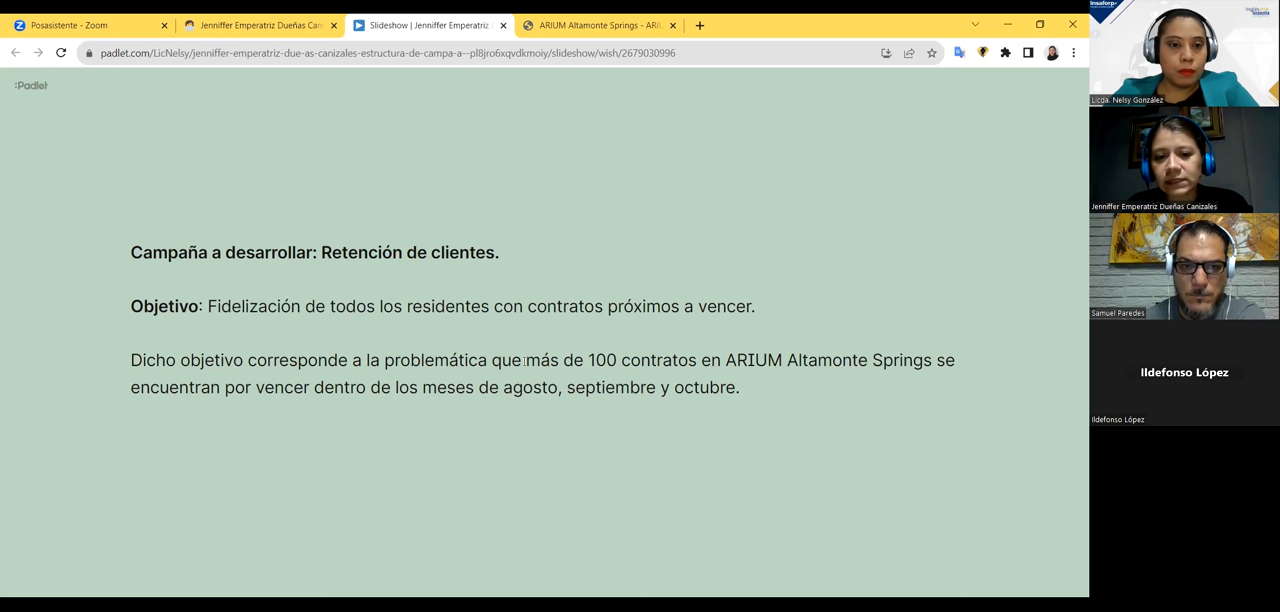 Posasistente - Zoom
Jenniffer Emperatriz Dueñas Can
Slideshow | Jenniffer Emperatriz
ARIUM Altamonte Springs - ARI
padlet.com/LicNelsy/jenniffer-emperatriz-due-as-canizales-estructura-de-campa-a--pl8jro6xqvdkmoiy/slideshow/wish/2679030996
:Padlet
Campaña a desarrollar: Retención de clientes.
Objetivo: Fidelización de todos los residentes con contratos próximos a vencer.
Dicho objetivo corresponde a la problemática que más de 100 contratos en ARIUM Altamonte Springs se
encuentran por vencer dentro de los meses de agosto, septiembre y octubre.
Insaforp
Licda. Nelsy González
Jenniffer Emperatriz Dueñas Canizales
Samuel Paredes
Ildefonso López
Ildefonso López